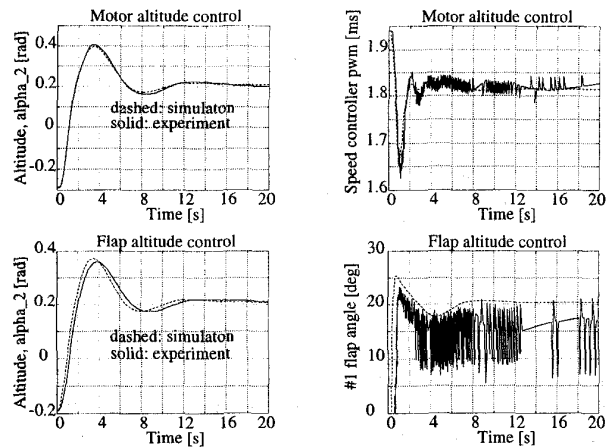 Motor altitude control
Altitude, alpha_2 [rad]
0.4
0.2
0
-0.2
dashed: simulaton
solid: experiment
0 4 8 12 16 20
Time [s]
Motor altitude control
Speed controller pwm [ms]
1.9
1.8
1.7
1.6
0 4 8 12 16 20
Time [s]
Flap altitude control
Altitude, alpha_2 [rad]
0.4
0.2
0
-0.2
dashed: simulaton
solid: experiment
0 4 8 12 16 20
Time [s]
Flap altitude control
#1 flap angle [deg]
30
20
10
0
0 4 8 12 16 20
Time [s]